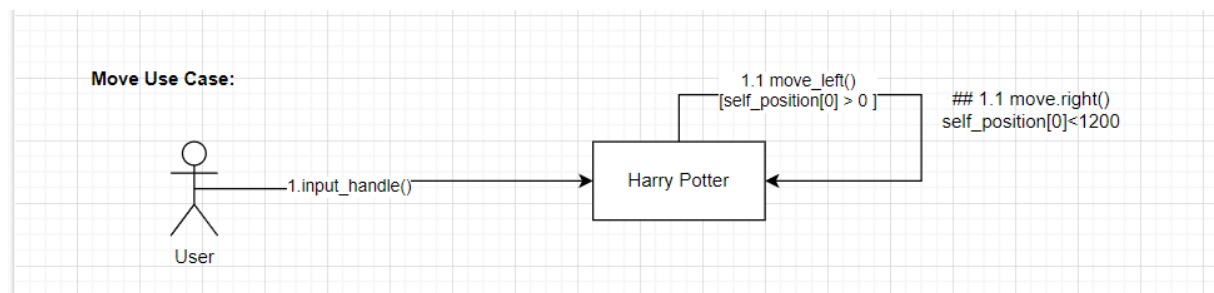 Move Use Case:
1.1 move_left()
[self_position[0] > 0 ]
## 1.1 move.right()
self_position[0]<1200
1.input_handle()
Harry Potter
User